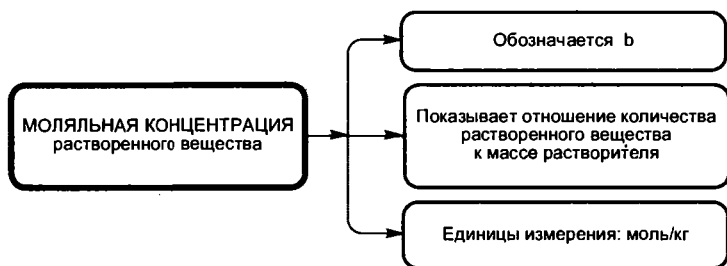 МОЛЯЛЬНАЯ КОНЦЕНТРАЦИЯ
растворенного вещества
Обозначается b
Показывает отношение количества
растворенного вещества
к массе растворителя
Единицы измерения: моль/кг